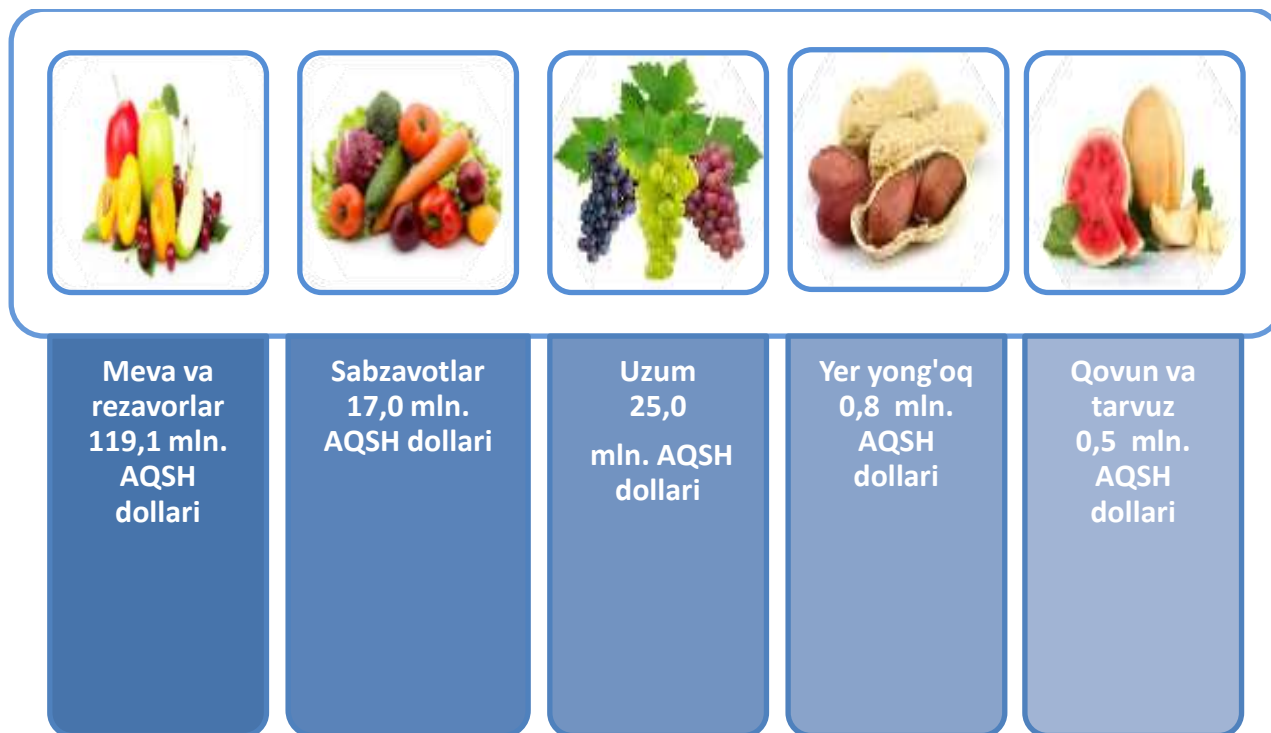 Meva va
rezavorlar
119,1 mln.
AQSH
dollari
Sabzavotlar
17,0 mln.
AQSH dollari
Uzum
25,0
mln. AQSH
dollari
Yer yong'oq
0,8 mln.
AQSH
dollari
Qovun va
tarvuz
0,5 mln.
AQSH
dollari